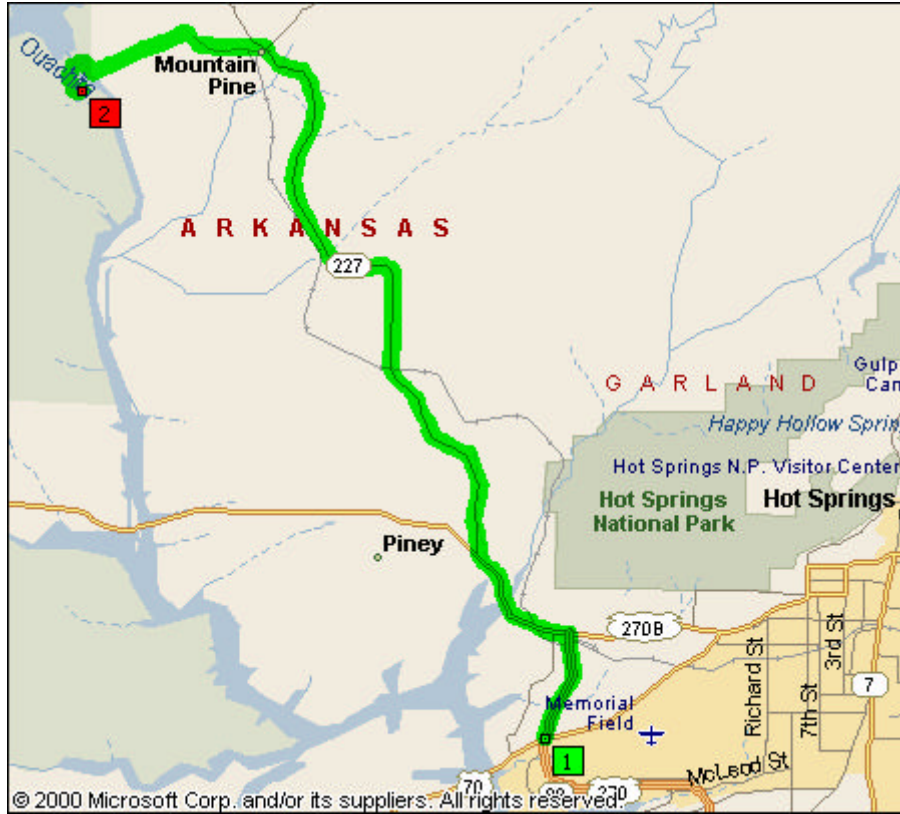 Ouachita
Mountain
Pine
2
ARKANSAS
227
GARLAND
Gulp
Can
Happy Hollow Spring
Hot Springs N.P. Visitor Center
Hot Springs
National Park
Hot Springs
Piney
270B
Richard St
7th St
3rd St
7
Memorial
Field
1
McLeod St
70
270
© 2000 Microsoft Corp. and/or its suppliers. All rights reserved.